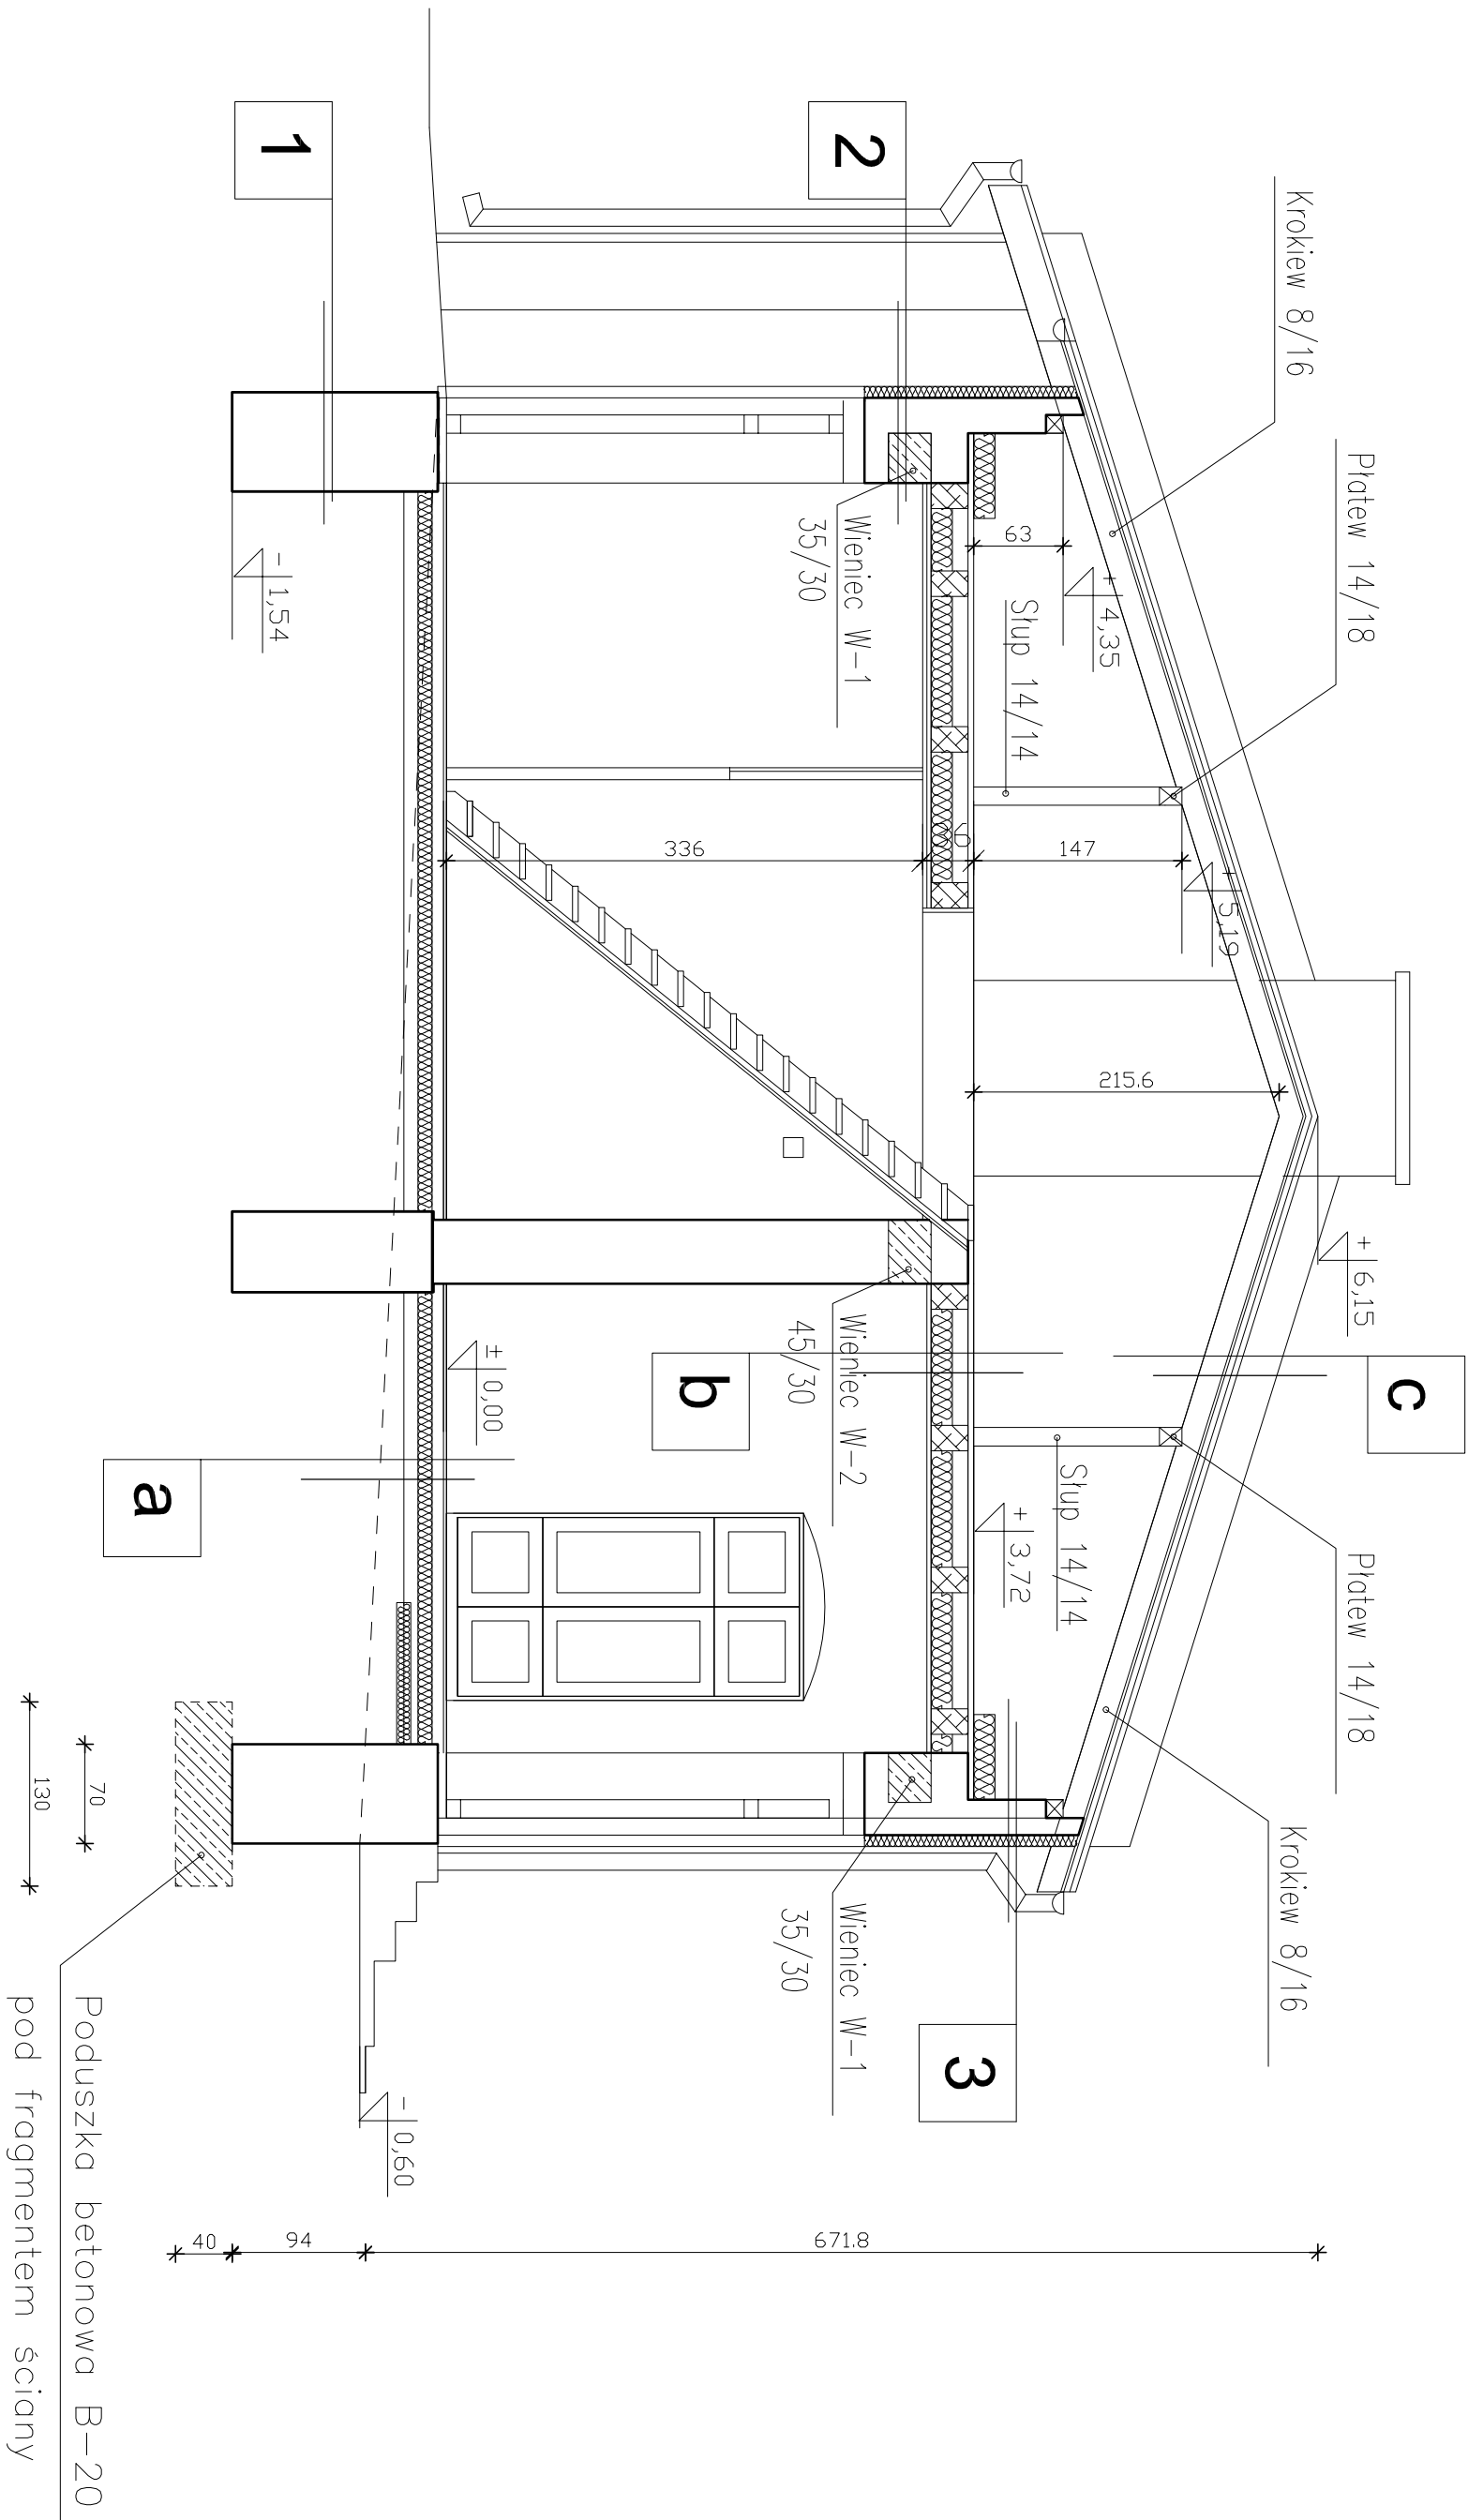 1
2
Krokiew 8/16
Płatew 14/18
Wieniec W-1
35/30
- 1,54
63
+ 4,35
Słup 14/14
336
147
+ 5,19
215.6
+ 6,15
Wieniec W-2
45/30
± 0,00
b
c
a
+ 3,72
Słup 14/14
Płatew 14/18
Krokiew 8/16
Wieniec W-1
35/30
3
- 0,60
130
70
40
94
671.8
Poduszka betonowa B-20
pod fragmentem ściany